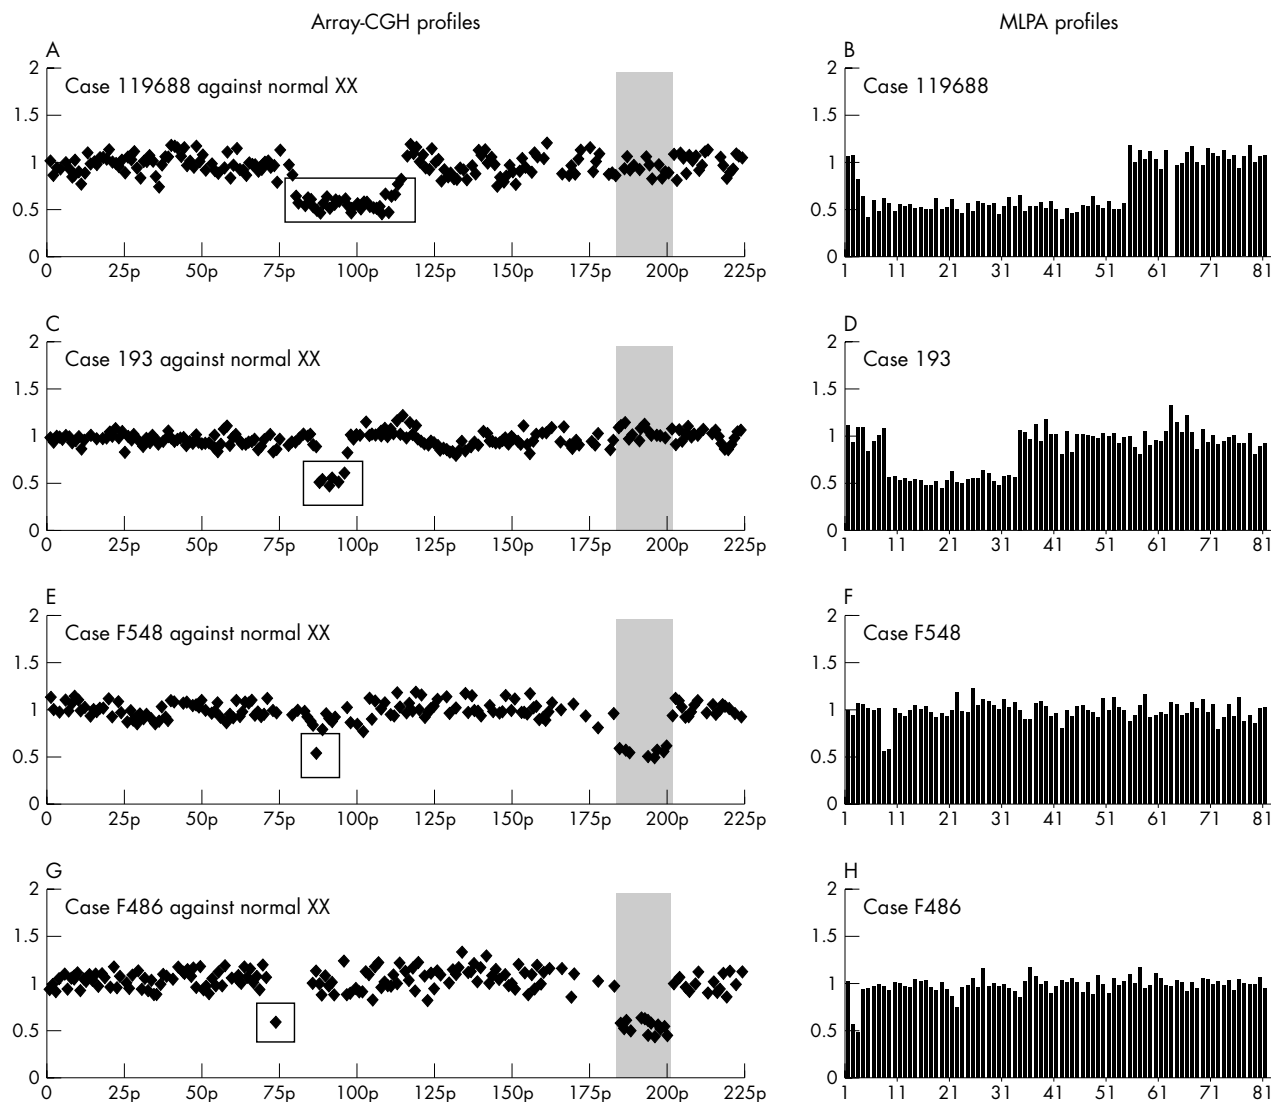 Array-CGH profiles
MLPA profiles
A
Case 119688 against normal XX
2
1.5
1
0.5
0
0 25p 50p 75p 100p 125p 150p 175p 200p 225p
B
Case 119688
2
1.5
1
0.5
0
1 11 21 31 41 51 61 71 81
C
Case 193 against normal XX
2
1.5
1
0.5
0
0 25p 50p 75p 100p 125p 150p 175p 200p 225p
D
Case 193
2
1.5
1
0.5
0
1 11 21 31 41 51 61 71 81
E
Case F548 against normal XX
2
1.5
1
0.5
0
0 25p 50p 75p 100p 125p 150p 175p 200p 225p
F
Case F548
2
1.5
1
0.5
0
1 11 21 31 41 51 61 71 81
G
Case F486 against normal XX
2
1.5
1
0.5
0
0 25p 50p 75p 100p 125p 150p 175p 200p 225p
H
Case F486
2
1.5
1
0.5
0
1 11 21 31 41 51 61 71 81